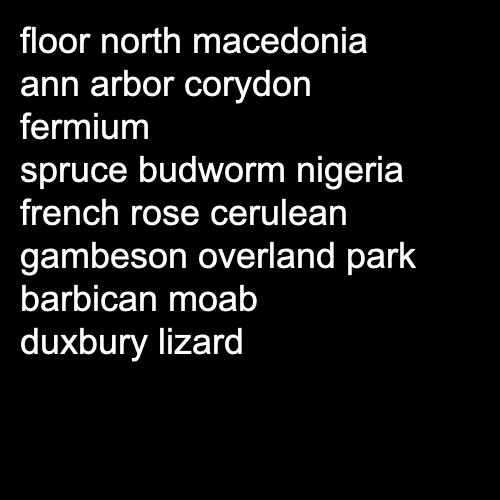 floor north macedonia
ann arbor corydon
fermium
spruce budworm nigeria
french rose cerulean
gambeson overland park
barbican moab
duxbury lizard